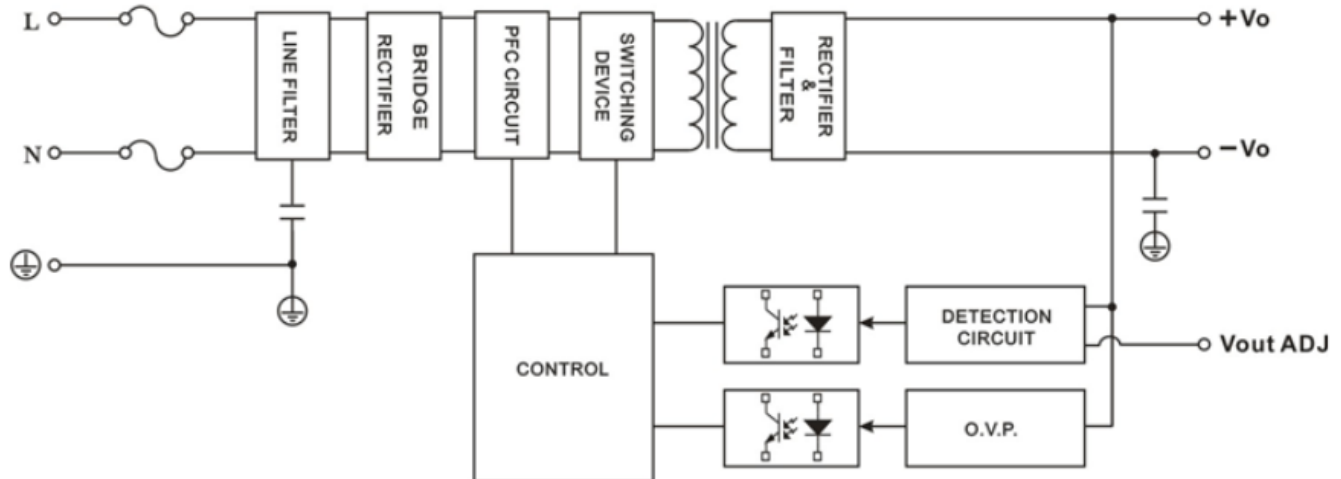 L
N
LINE FILTER
BRIDGE
RECTIFIER
PFC CIRCUIT
SWITCHING
DEVICE
RECTIFIER
&
FILTER
+Vo
−Vo
CONTROL
DETECTION
CIRCUIT
Vout ADJ
O.V.P.